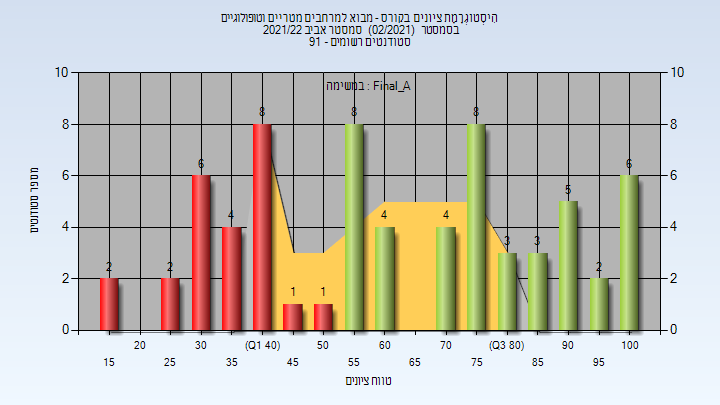 הִיסְטוֹגְרָמַת ציונים בקורס - מבוא למרחבים מטריים וטופולוגיים
בסמסטר (02/2021) סמסטר אביב 2021/22
סטודנטים רשומים - 91
במשימה : Final_A
מספר סטודנטים
10 10
8 8
6 6
4 4
2 2
0 0
2 2 6 4 8 1 1 8 4 4 8 3 3 5 2 6
20 30 (Q1 40) 50 60 70 (Q3 80) 90 100
15 25 35 45 55 65 75 85 95
טווח ציונים